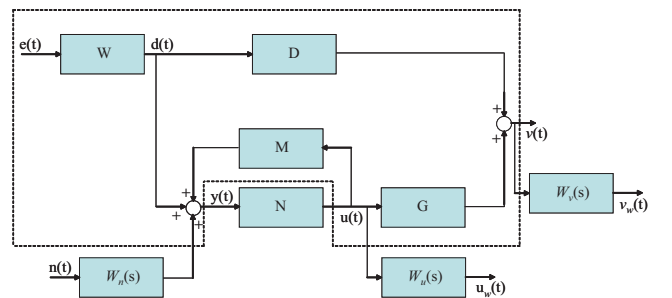 e(t)
W
d(t)
D
+
+
v(t)
M
+
+
+
y(t)
N
u(t)
G
W_v(s)
v_w(t)
n(t)
W_n(s)
W_u(s)
u_w(t)